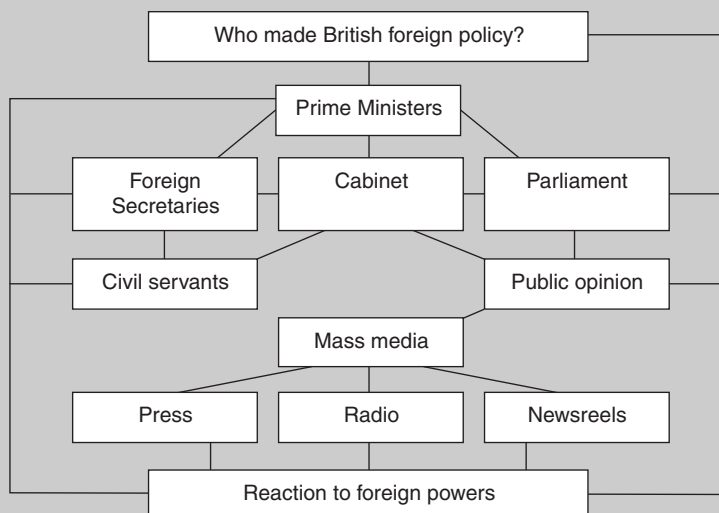 Who made British foreign policy?
Prime Ministers
Foreign
Secretaries
Cabinet
Parliament
Civil servants
Public opinion
Mass media
Press
Radio
Newsreels
Reaction to foreign powers